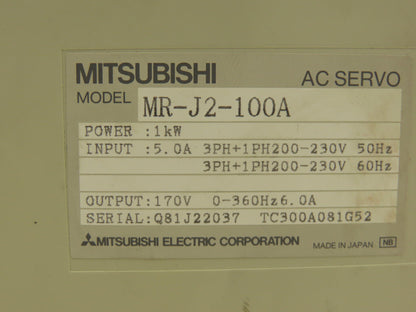 MITSUBISHI AC SERVO
MODEL MR-J2-100A
POWER :1kW
INPUT :5.0A 3PH+1PH200-230V 50Hz
3PH+1PH200-230V 60Hz
OUTPUT:170V 0-360Hz6.0A
SERIAL:Q81J22037 TC300A081G52
MITSUBISHI ELECTRIC CORPORATION MADE IN JAPAN NB